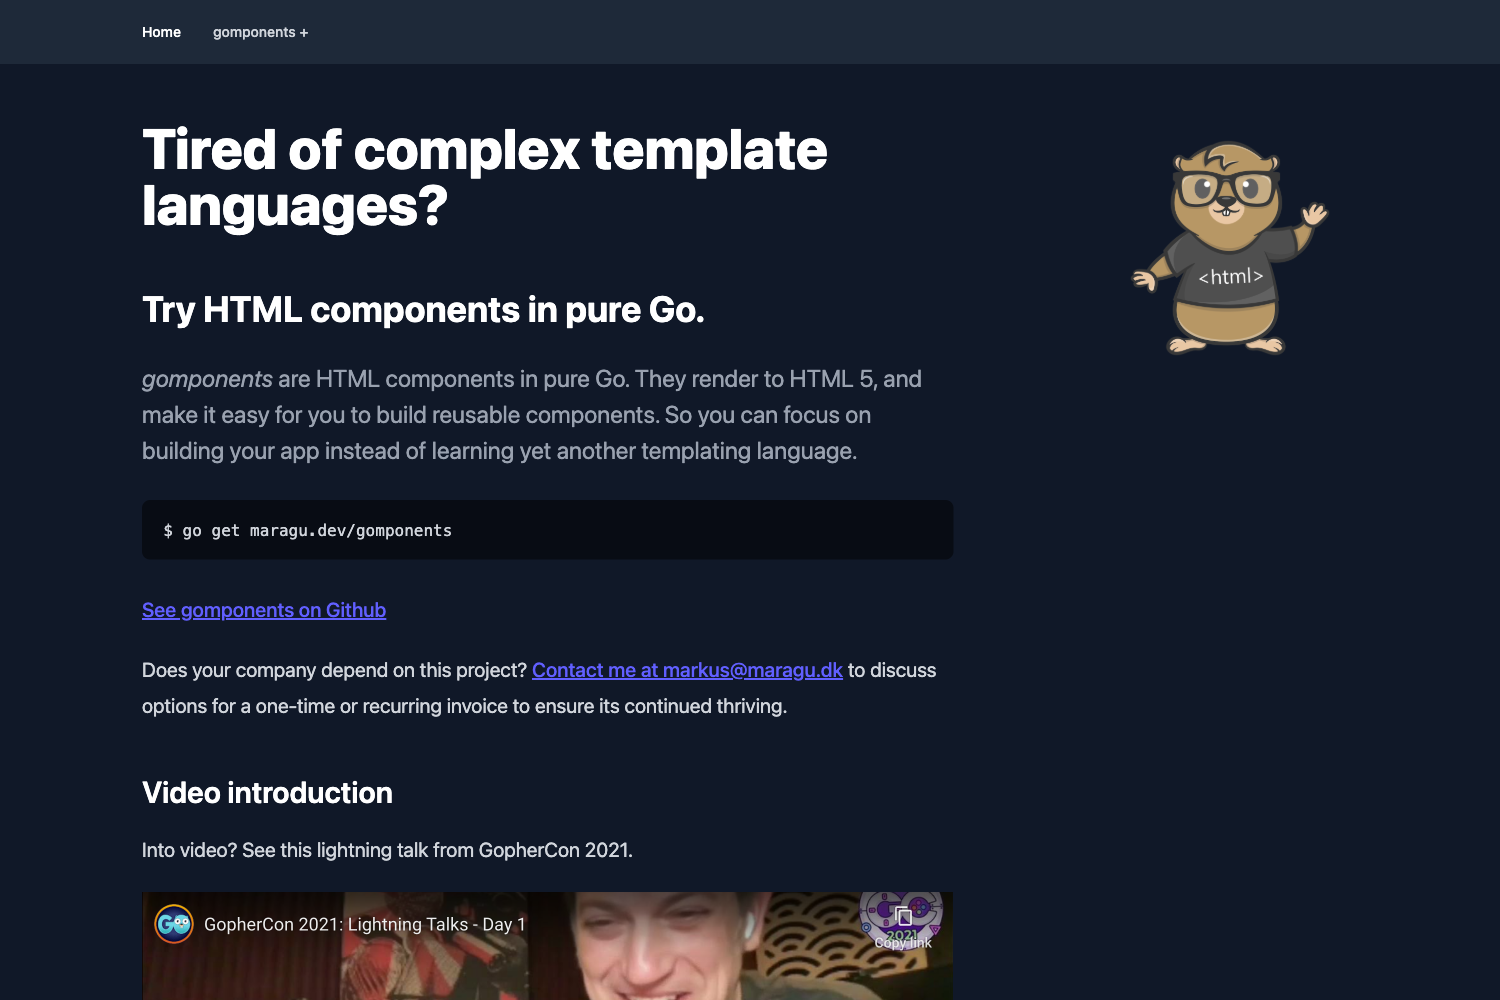 Home gomponents +
Tired of complex template
languages?
<html>
Try HTML components in pure Go.
gomponents are HTML components in pure Go. They render to HTML 5, and
make it easy for you to build reusable components. So you can focus on
building your app instead of learning yet another templating language.
$ go get maragu.dev/gomponents
See gomponents on Github
Does your company depend on this project? Contact me at markus@maragu.dk to discuss
options for a one-time or recurring invoice to ensure its continued thriving.
Video introduction
Into video? See this lightning talk from GopherCon 2021.
GO GopherCon 2021: Lightning Talks - Day 1
2021
Copy link